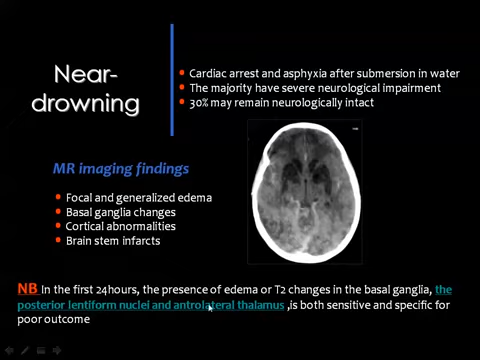 Near-
drowning
Cardiac arrest and asphyxia after submersion in water
The majority have severe neurological impairment
30% may remain neurologically intact
MR imaging findings
Focal and generalized edema
Basal ganglia changes
Cortical abnormalities
Brain stem infarcts
NB In the first 24hours, the presence of edema or T2 changes in the basal ganglia, the
posterior lentiform nuclei and antrolateral thalamus ,is both sensitive and specific for
poor outcome